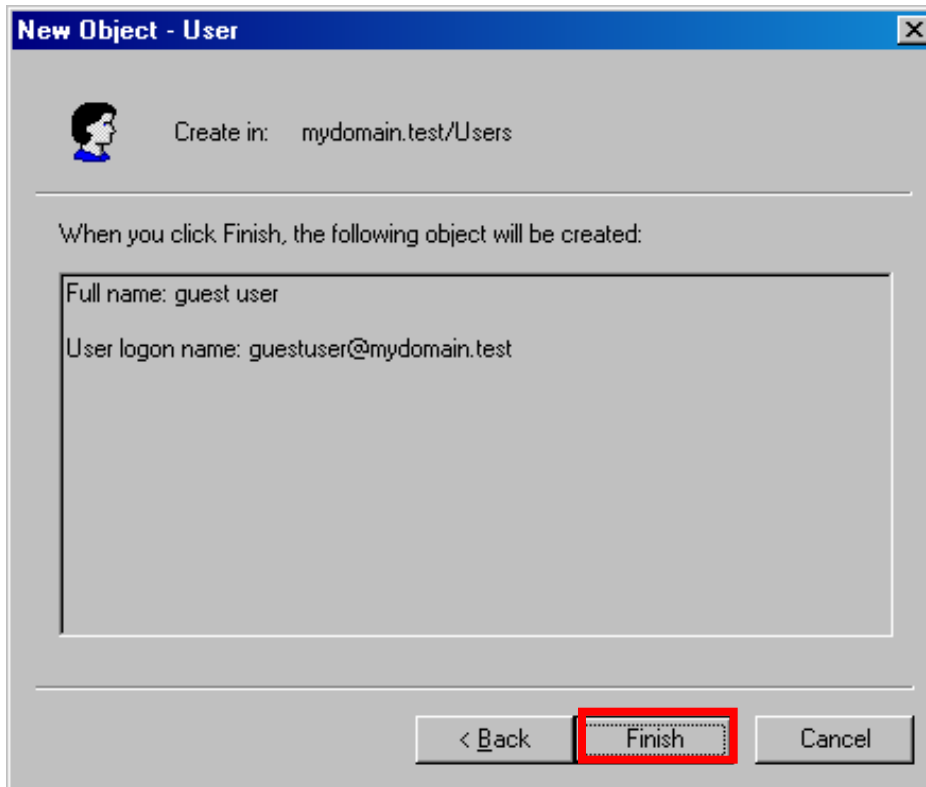 New Object - User
Create in: mydomain.test/Users
When you click Finish, the following object will be created:
Full name: guest user
User logon name: guestuser@mydomain.test
< Back Finish Cancel